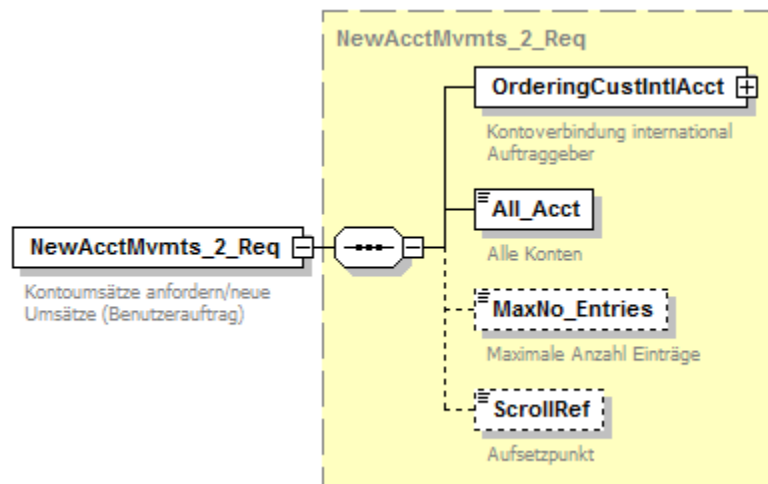 NewAcctMvmts_2_Req
OrderingCustIntlAcct
Kontoverbindung international
Auftraggeber
All_Acct
Alle Konten
NewAcctMvmts_2_Req
Kontoumsätze anfordern/neue
Umsätze (Benutzerauftrag)
MaxNo_Entries
Maximale Anzahl Einträge
ScrollRef
Aufsetzpunkt